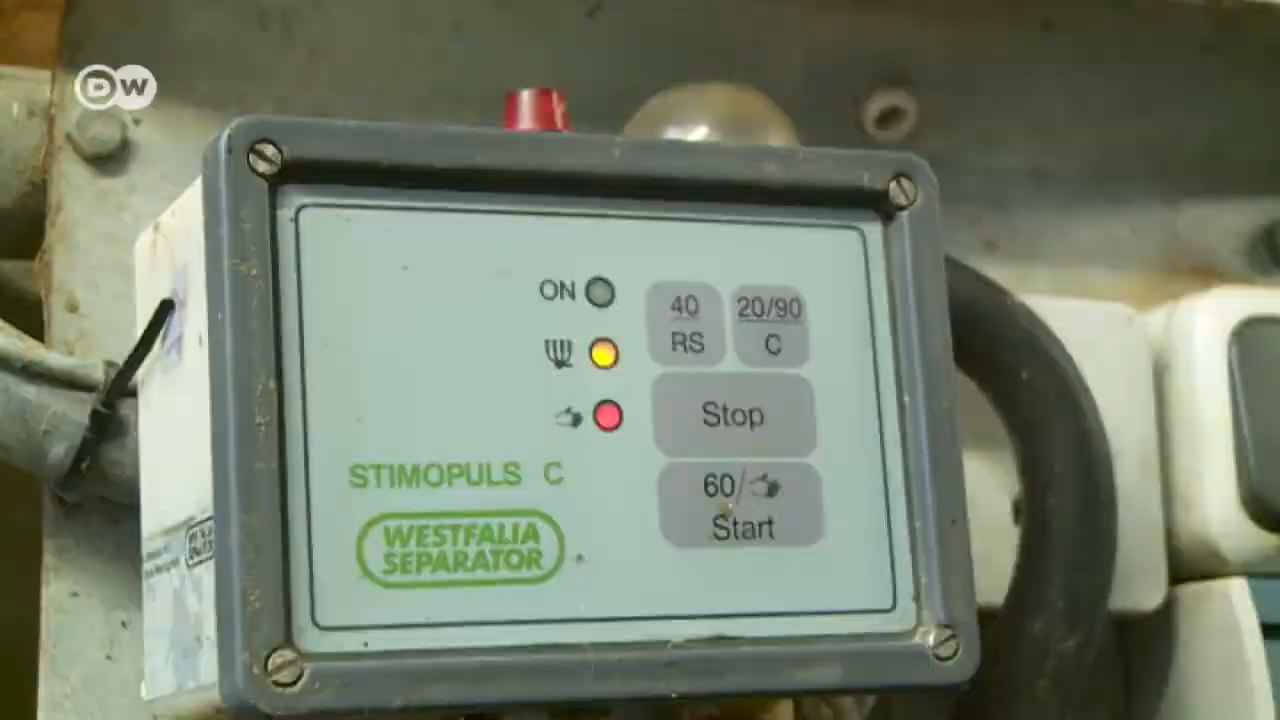 DW
ON
40
RS
20/90
C
Stop
60/
Start
STIMOPULS C
WESTFALIA
SEPARATOR